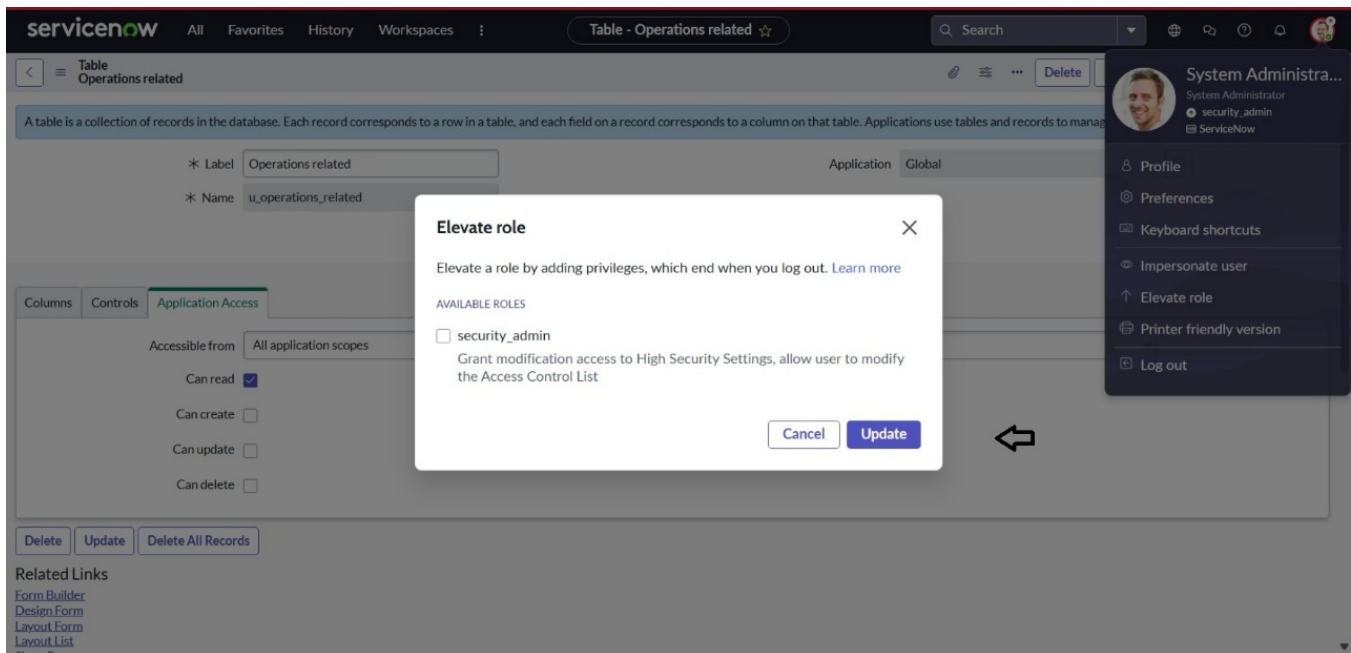 servicenow All Favorites History Workspaces Table - Operations related Search
Table
Operations related
Delete
A table is a collection of records in the database. Each record corresponds to a row in a table, and each field on a record corresponds to a column on that table. Applications use tables and records to manag
* Label Operations related
Application Global
* Name u_operations_related
Columns Controls Application Access
Accessible from All application scopes
Can read
Can create
Can update
Can delete
Delete Update Delete All Records
Related Links
Form Builder
Design Form
Layout Form
Layout List
Elevate role
Elevate a role by adding privileges, which end when you log out. Learn more
AVAILABLE ROLES
security_admin
Grant modification access to High Security Settings, allow user to modify
the Access Control List
Cancel Update
System Administra...
System Administrator
security_admin
ServiceNow
Profile
Preferences
Keyboard shortcuts
Impersonate user
Elevate role
Printer friendly version
Log out